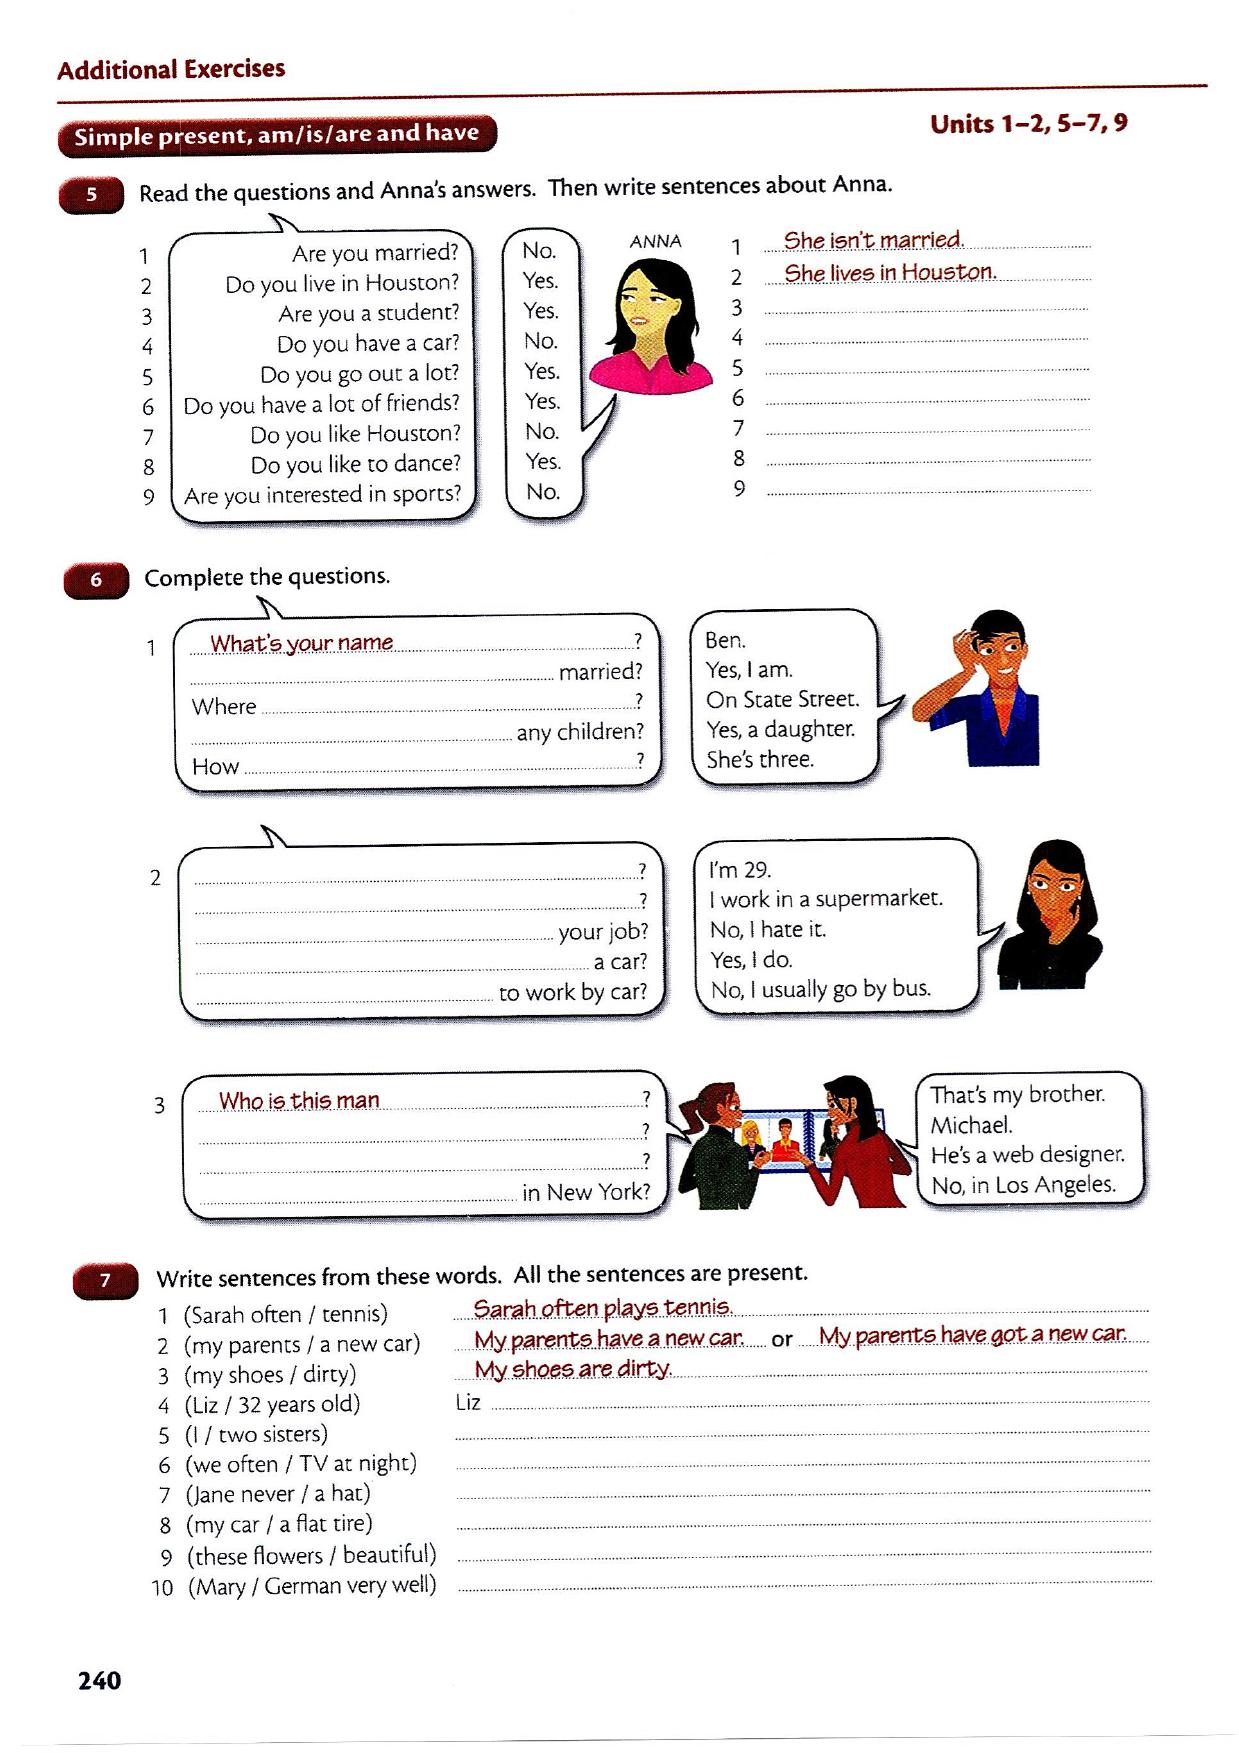 Additional Exercises
Simple present, am/is/are and have
Units 1–2, 5–7, 9
5 Read the questions and Anna's answers. Then write sentences about Anna.
1 Are you married? No.
2 Do you live in Houston? Yes.
3 Are you a student? Yes.
4 Do you have a car? No.
5 Do you go out a lot? Yes.
6 Do you have a lot of friends? Yes.
7 Do you like Houston? No.
8 Do you like to dance? Yes.
9 Are you interested in sports? No.
ANNA
1 She isn't married.
2 She lives in Houston.
3
4
5
6
7
8
9
6 Complete the questions.
1 What's your name ?
married?
Where ?
any children?
How ?
Ben.
Yes, I am.
On State Street.
Yes, a daughter.
She's three.
2 ?
?
your job?
a car?
to work by car?
I'm 29.
I work in a supermarket.
No, I hate it.
Yes, I do.
No, I usually go by bus.
3 Who is this man ?
?
?
in New York?
That's my brother.
Michael.
He's a web designer.
No, in Los Angeles.
7 Write sentences from these words. All the sentences are present.
1 (Sarah often / tennis) Sarah often plays tennis.
2 (my parents / a new car) My parents have a new car. or My parents have got a new car.
3 (my shoes / dirty) My shoes are dirty.
4 (Liz / 32 years old) Liz
5 (I / two sisters)
6 (we often / TV at night)
7 (Jane never / a hat)
8 (my car / a flat tire)
9 (these flowers / beautiful)
10 (Mary / German very well)
240